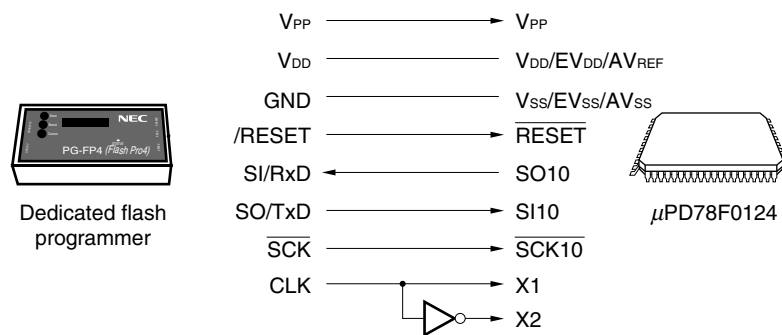 VPP VPP
VDD VDD/EVDD/AVREF
GND VSS/EVSS/AVSS
/RESET RESET
SI/RxD SO10
SO/TxD SI10
SCK SCK10
CLK X1
X2
NEC
PG-FP4 (Flash Pro4)
Dedicated flash
programmer
μPD78F0124